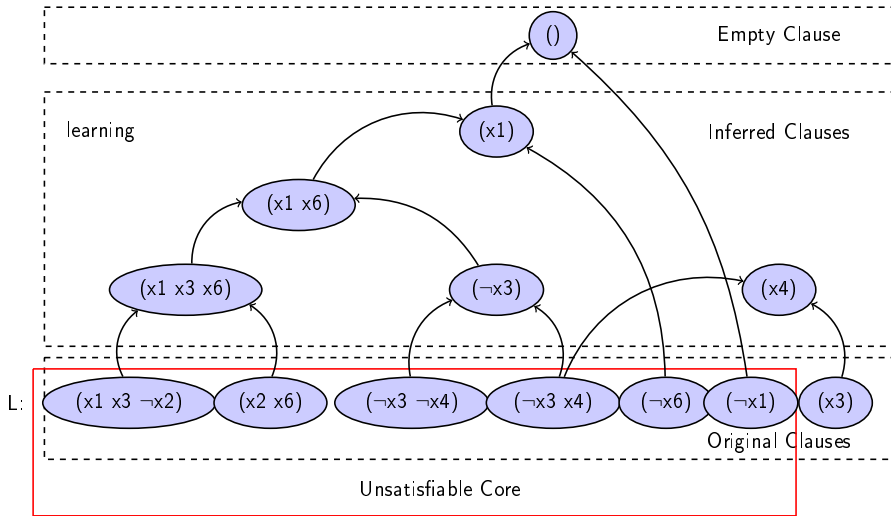 ()
Empty Clause
learning
(x1)
Inferred Clauses
(x1 x6)
(x1 x3 x6)
(¬x3)
(x4)
L:
(x1 x3 ¬x2)
(x2 x6)
(¬x3 ¬x4)
(¬x3 x4)
(¬x6)
(¬x1)
(x3)
Original Clauses
Unsatisfiable Core